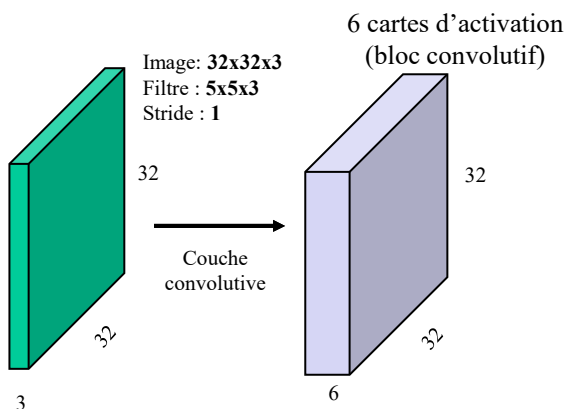 6 cartes d’activation
(bloc convolutif)
Image: 32x32x3
Filtre : 5x5x3
Stride : 1
32
32
3
Couche
convolutive
32
32
6